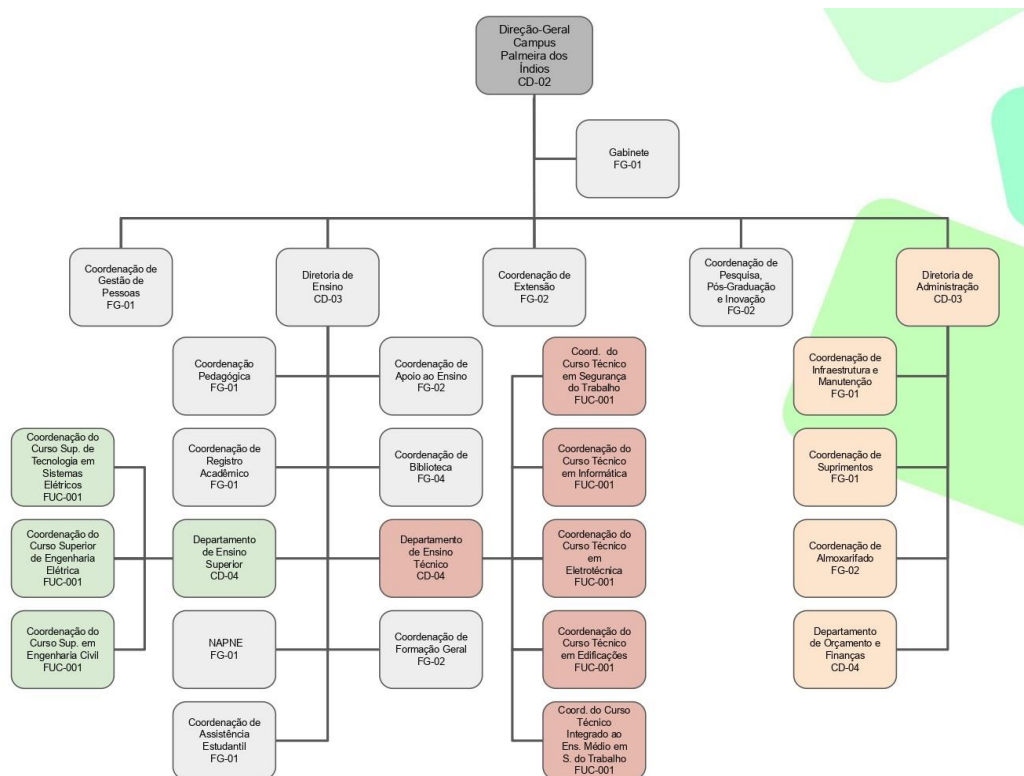 Direção-Geral
Campus
Palmeira dos
Índios
CD-02
Gabinete
FG-01
Coordenação de
Gestão de
Pessoas
FG-01
Diretoria de
Ensino
CD-03
Coordenação de
Extensão
FG-02
Coordenação de
Pesquisa,
Pós-Graduação
e Inovação
FG-02
Diretoria de
Administração
CD-03
Coordenação
Pedagógica
FG-01
Coordenação de
Apoio ao Ensino
FG-02
Coord. do
Curso Técnico
em Segurança
do Trabalho
FUC-001
Coordenação de
Infraestrutura e
Manutenção
FG-01
Coordenação do
Curso Sup. de
Tecnologia em
Sistemas
Elétricos
FUC-001
Coordenação de
Registro
Acadêmico
FG-01
Coordenação de
Biblioteca
FG-04
Coordenação do
Curso Técnico
em Informática
FUC-001
Coordenação de
Suprimentos
FG-01
Coordenação do
Curso Superior
de Engenharia
Elétrica
FUC-001
Departamento
de Ensino
Superior
CD-04
Departamento
de Ensino
Técnico
CD-04
Coordenação do
Curso Técnico
em
Eletrotécnica
FUC-001
Coordenação de
Almoxarifado
FG-02
Coordenação do
Curso Sup. em
Engenharia Civil
FUC-001
NAPNE
FG-01
Coordenação de
Formação Geral
FG-02
Coordenação do
Curso Técnico
em Edificações
FUC-001
Departamento
de Orçamento e
Finanças
CD-04
Coordenação de
Assistência
Estudantil
FG-01
Coord. do Curso
Técnico
Integrado ao
Ens. Médio em
S. do Trabalho
FUC-001